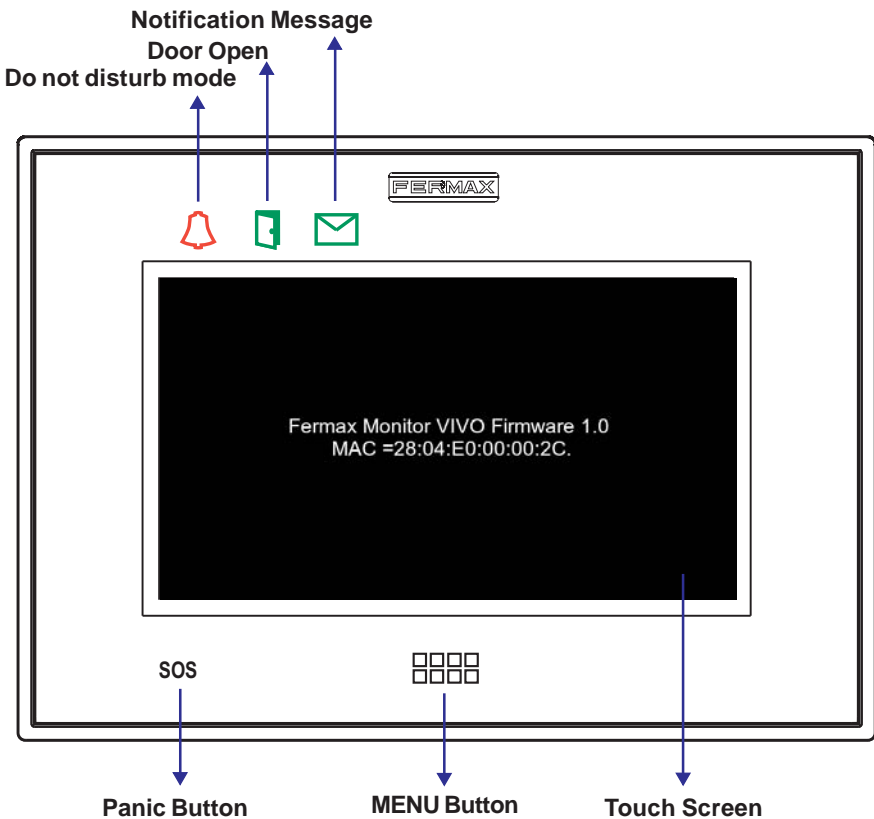 Notification Message
Door Open
Do not disturb mode
FERMAX
Fermax Monitor VIVO Firmware 1.0
MAC =28:04:E0:00:00:2C.
SOS
Panic Button
MENU Button
Touch Screen